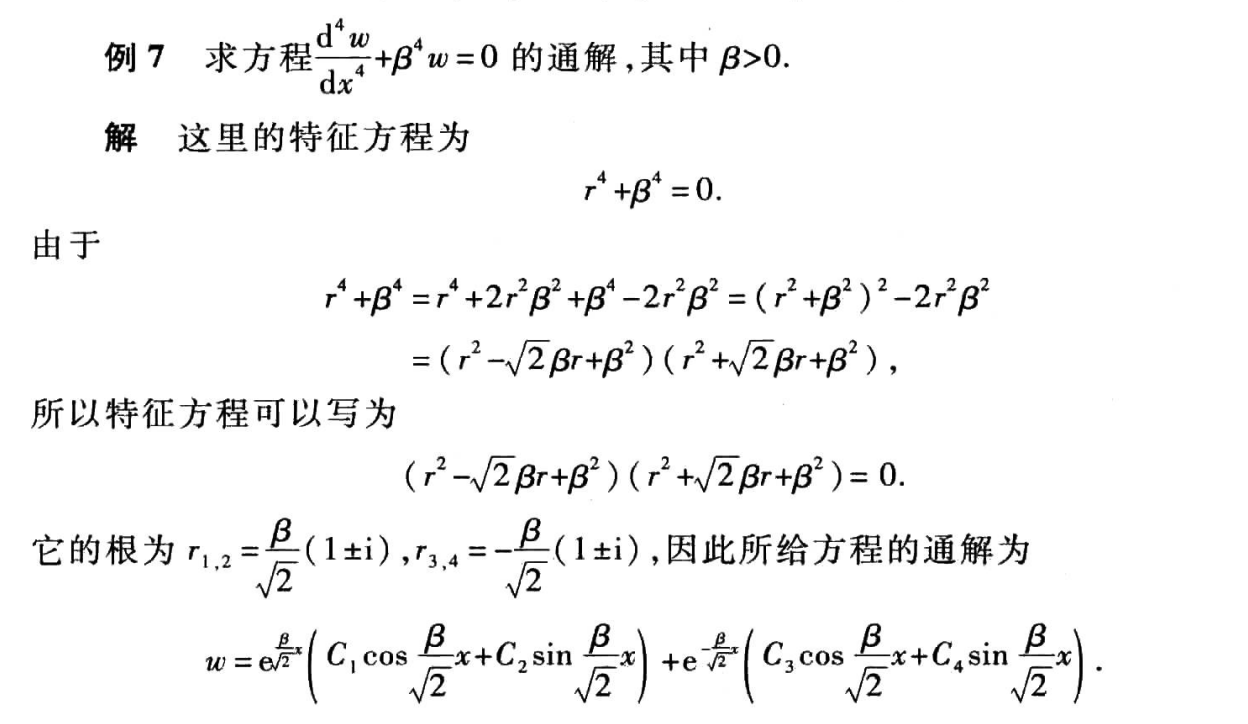 例 7 求方程$\frac{\mathrm{d}^4 w}{\mathrm{d}x^4}+\beta^4 w=0$ 的通解,其中 $\beta>0$.
解 这里的特征方程为
$r^4+\beta^4=0.$
由于
$r^4+\beta^4=r^4+2r^2\beta^2+\beta^4-2r^2\beta^2=(r^2+\beta^2)^2-2r^2\beta^2$
$=(r^2-\sqrt{2}\beta r+\beta^2)(r^2+\sqrt{2}\beta r+\beta^2),$
所以特征方程可以写为
$(r^2-\sqrt{2}\beta r+\beta^2)(r^2+\sqrt{2}\beta r+\beta^2)=0.$
它的根为 $r_{1,2}=\frac{\beta}{\sqrt{2}}(1\pm \mathrm{i}),r_{3,4}=-\frac{\beta}{\sqrt{2}}(1\pm \mathrm{i})$,因此所给方程的通解为
$w=\mathrm{e}^{\frac{\beta}{\sqrt{2}}x}\left(C_1\cos\frac{\beta}{\sqrt{2}}x+C_2\sin\frac{\beta}{\sqrt{2}}x\right)+\mathrm{e}^{-\frac{\beta}{\sqrt{2}}x}\left(C_3\cos\frac{\beta}{\sqrt{2}}x+C_4\sin\frac{\beta}{\sqrt{2}}x\right).$